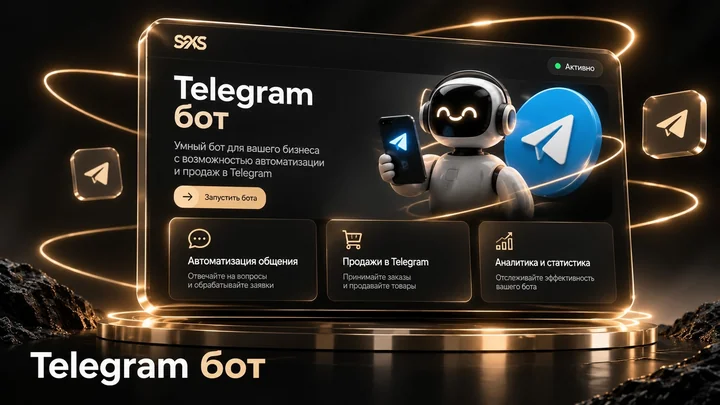 SXS
Активно
Telegram
бот
Умный бот для вашего бизнеса
с возможностью автоматизации
и продаж в Telegram
Запустить бота
Автоматизация общения
Отвечайте на вопросы
и обрабатывайте заявки
Продажи в Telegram
Принимайте заказы
и продавайте товары
Аналитика и статистика
Отслеживайте эффективность
вашего бота
Telegram бот